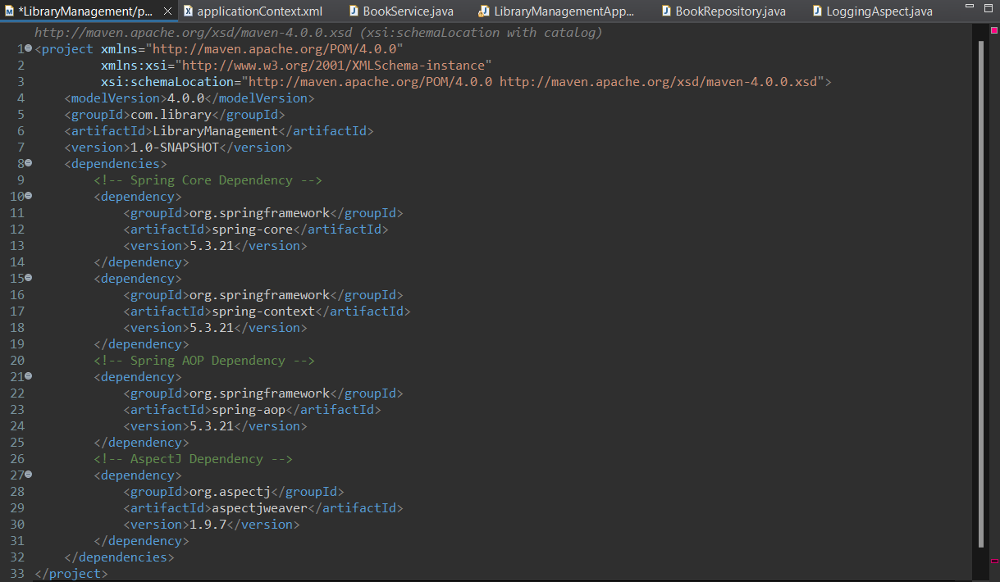 *LibraryManagement/p... applicationContext.xml BookService.java LibraryManagementApp... BookRepository.java LoggingAspect.java
http://maven.apache.org/xsd/maven-4.0.0.xsd (xsi:schemaLocation with catalog)
1 <project xmlns="http://maven.apache.org/POM/4.0.0"
2          xmlns:xsi="http://www.w3.org/2001/XMLSchema-instance"
3          xsi:schemaLocation="http://maven.apache.org/POM/4.0.0 http://maven.apache.org/xsd/maven-4.0.0.xsd">
4     <modelVersion>4.0.0</modelVersion>
5     <groupId>com.library</groupId>
6     <artifactId>LibraryManagement</artifactId>
7     <version>1.0-SNAPSHOT</version>
8     <dependencies>
9         <!-- Spring Core Dependency -->
10         <dependency>
11             <groupId>org.springframework</groupId>
12             <artifactId>spring-core</artifactId>
13             <version>5.3.21</version>
14         </dependency>
15         <dependency>
16             <groupId>org.springframework</groupId>
17             <artifactId>spring-context</artifactId>
18             <version>5.3.21</version>
19         </dependency>
20         <!-- Spring AOP Dependency -->
21         <dependency>
22             <groupId>org.springframework</groupId>
23             <artifactId>spring-aop</artifactId>
24             <version>5.3.21</version>
25         </dependency>
26         <!-- AspectJ Dependency -->
27         <dependency>
28             <groupId>org.aspectj</groupId>
29             <artifactId>aspectjweaver</artifactId>
30             <version>1.9.7</version>
31         </dependency>
32     </dependencies>
33 </project>